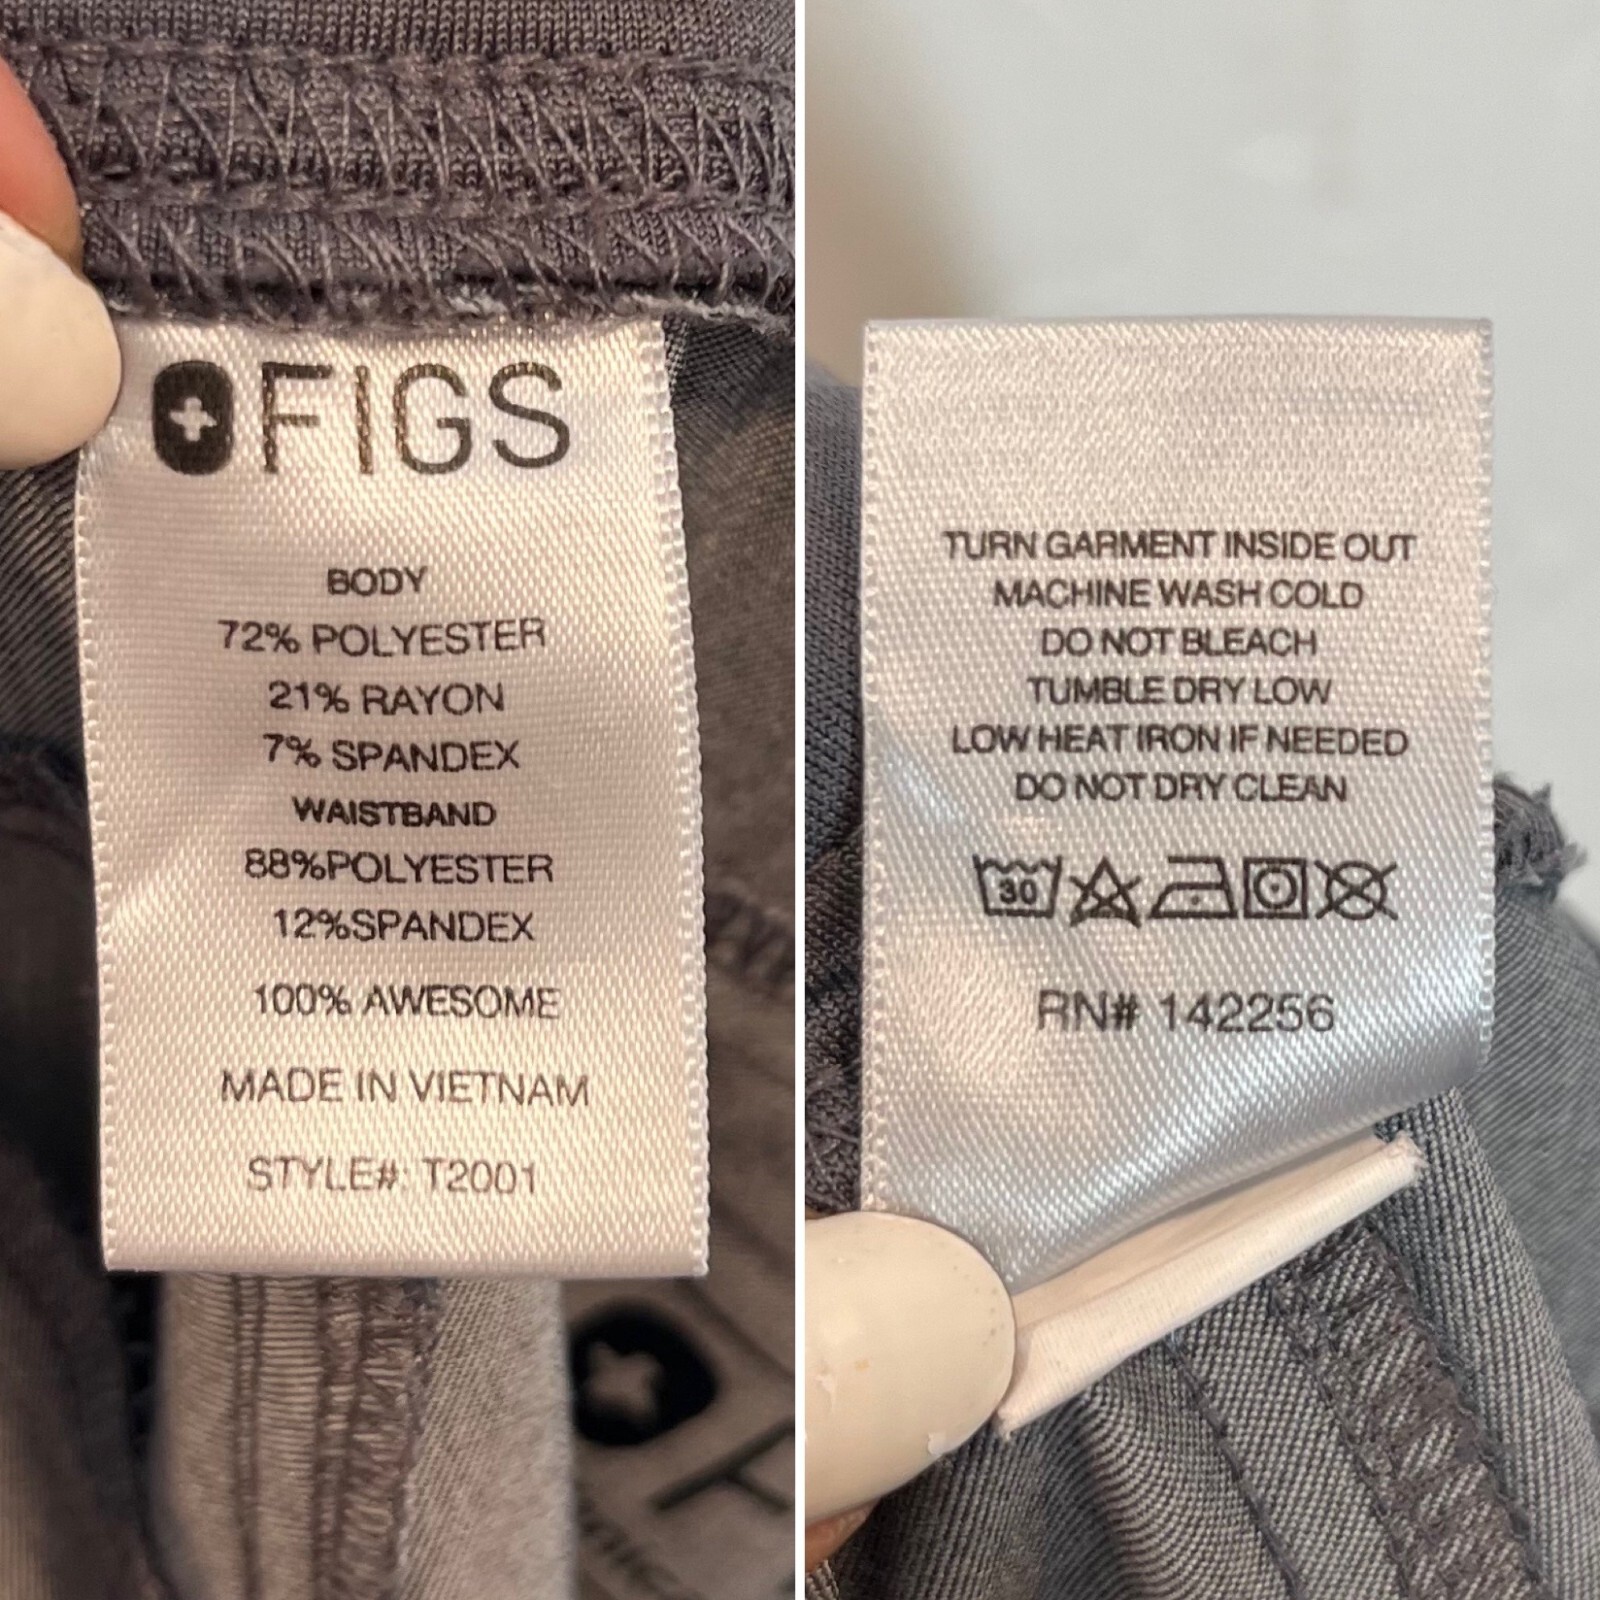 FIGS
BODY
72% POLYESTER
21% RAYON
7% SPANDEX
WAISTBAND
88%POLYESTER
12%SPANDEX
100% AWESOME
MADE IN VIETNAM
STYLE#: T2001
TURN GARMENT INSIDE OUT
MACHINE WASH COLD
DO NOT BLEACH
TUMBLE DRY LOW
LOW HEAT IRON IF NEEDED
DO NOT DRY CLEAN
30
RN# 142256